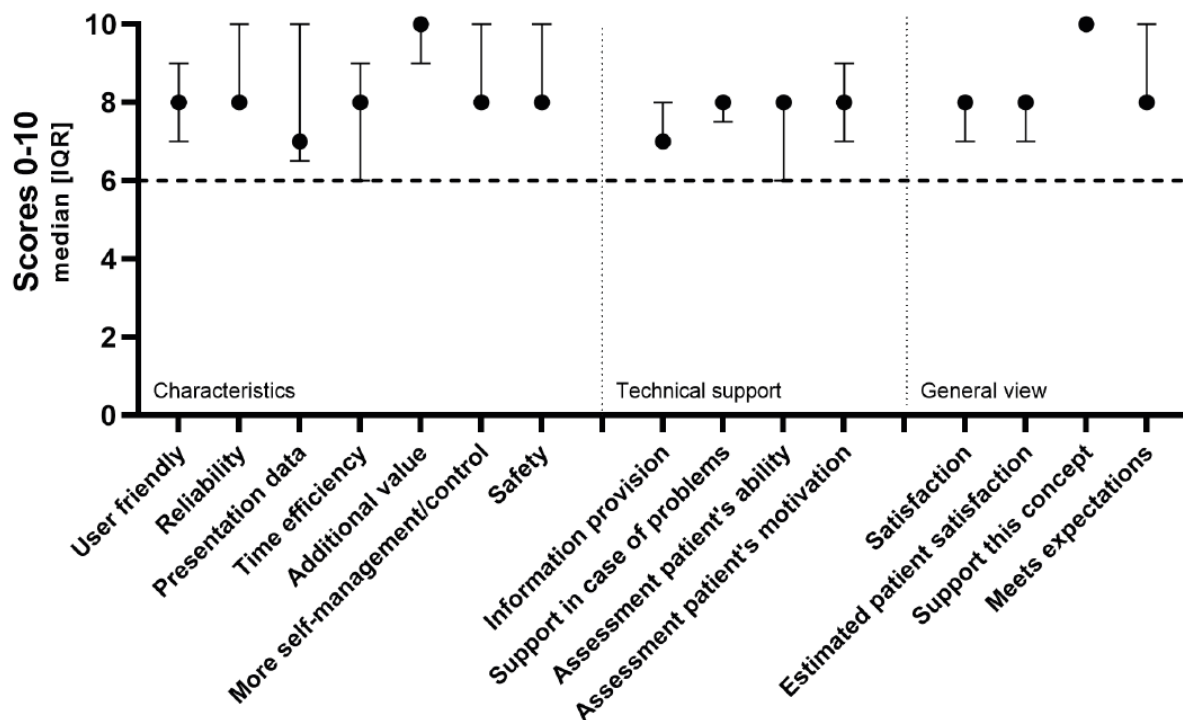 Scores 0-10
median [IQR]
10
8
6
4
2
0
Characteristics
Technical support
General view
User friendly
Reliability
Presentation data
Time efficiency
Additional value
More self-management/control
Safety
Information provision
Support in case of problems
Assessment patient's ability
Assessment patient's motivation
Satisfaction
Estimated patient satisfaction
Support this concept
Meets expectations